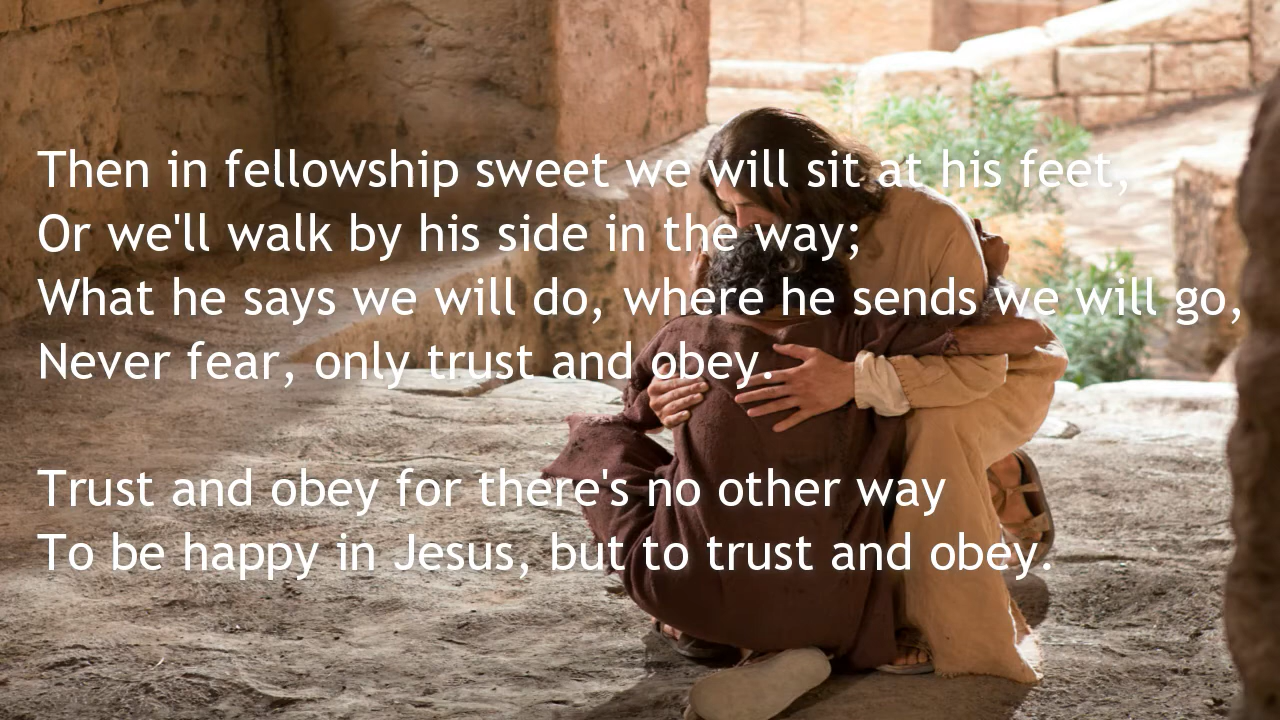 Then in fellowship sweet we will sit at his feet,
Or we'll walk by his side in the way;
What he says we will do, where he sends we will go,
Never fear, only trust and obey.
Trust and obey for there's no other way
To be happy in Jesus, but to trust and obey.